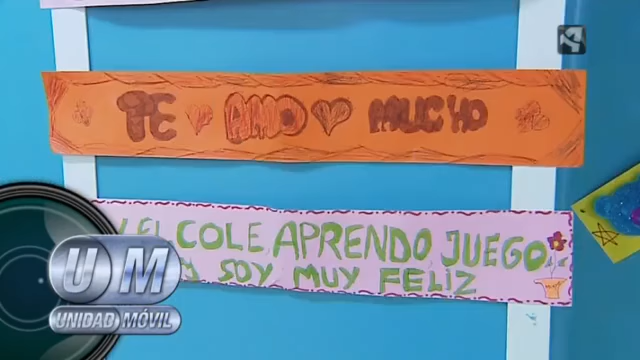 TE AMO MUCHO
EL COLE APRENDO JUEGO
Y SOY MUY FELIZ
UM
UNIDAD MÓVIL